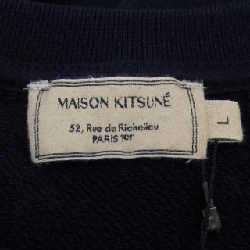 MAISON KITSUNÉ
52, Rue de Richelieu
PARIS 1er
L